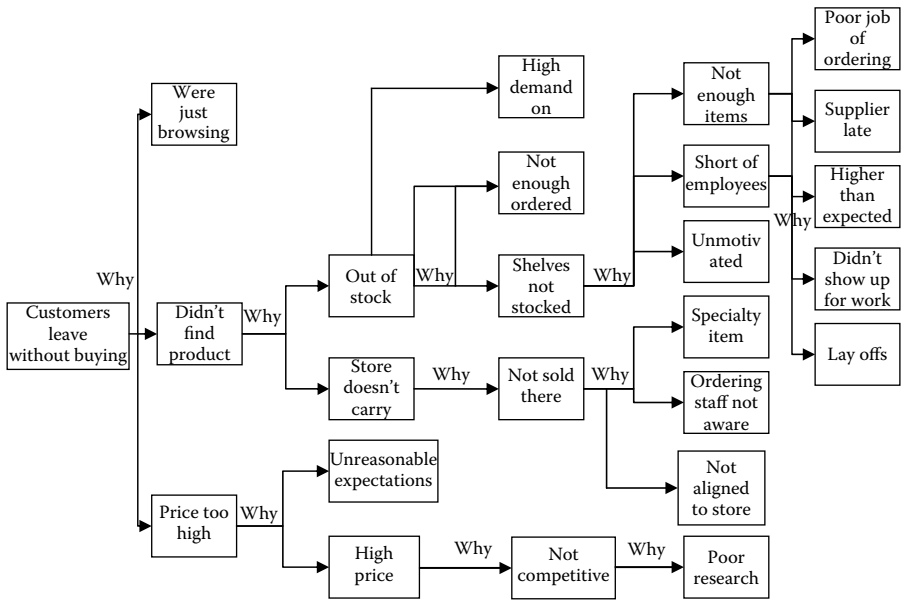 Customers
leave
without buying
Why
Were
just
browsing
Didn't
find
product
Price too
high
Why
Why
Out of
stock
Store
doesn't
carry
Unreasonable
expectations
High
price
Why
Why
Why
High
demand
on
Not
enough
ordered
Shelves
not
stocked
Not sold
there
Not
competitive
Why
Why
Why
Not
enough
items
Short of
employees
Unmotiv
ated
Specialty
item
Ordering
staff not
aware
Not
aligned
to store
Poor
research
Why
Poor job
of
ordering
Supplier
late
Higher
than
expected
Didn't
show up
for work
Lay offs